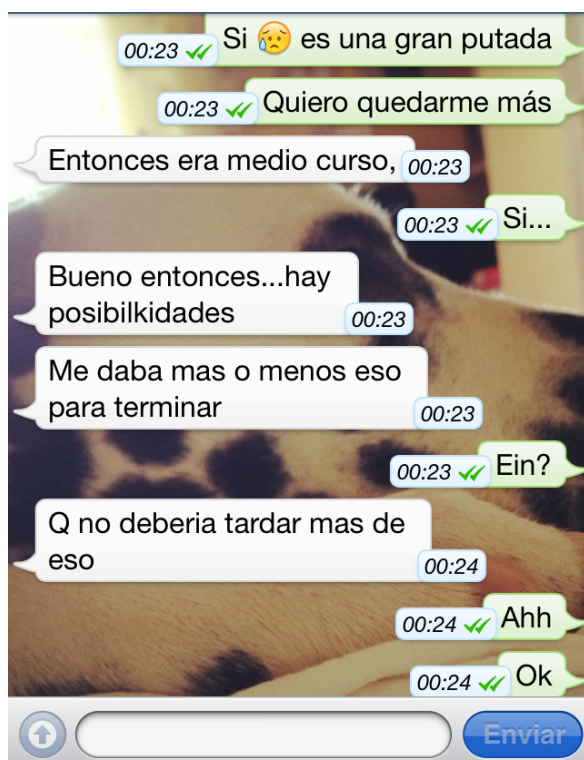 Si 😥 es una gran putada
00:23
Quiero quedarme más
00:23
Entonces era medio curso,
00:23
Si...
00:23
Bueno entonces...hay
posibilkidades
00:23
Me daba mas o menos eso
para terminar
00:23
Ein?
00:23
Q no deberia tardar mas de
eso
00:24
Ahh
00:24
Ok
00:24
Enviar